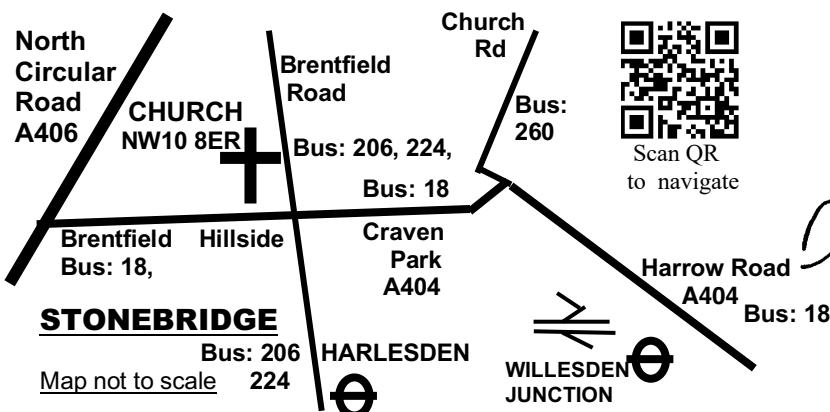 North
Circular
Road
A406
CHURCH
NW10 8ER
Brentfield
Road
Bus: 206, 224,
Church
Rd
Bus:
260
Scan QR
to navigate
Bus: 18
Brentfield
Bus: 18,
Hillside
Craven
Park
A404
Harrow Road
A404
Bus: 18
STONEBRIDGE
Map not to scale
Bus: 206
224
HARLESDEN
WILLESDEN
JUNCTION